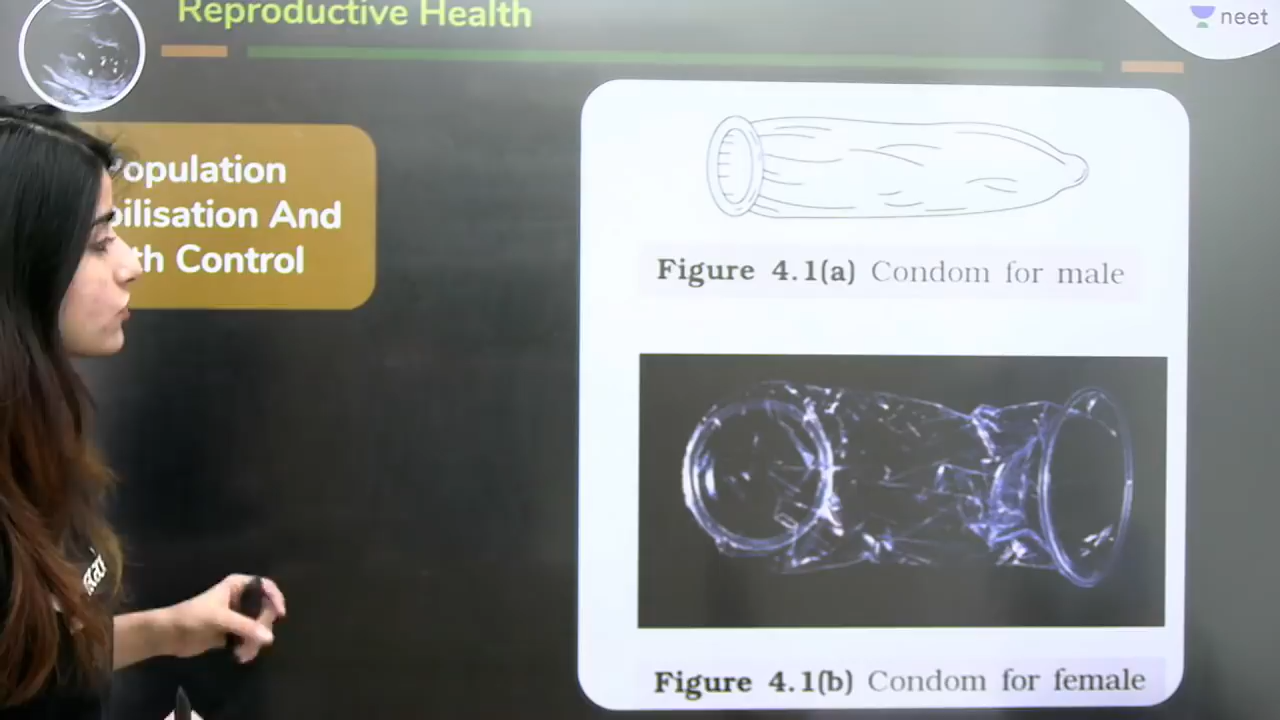 Reproductive Health
neet
opulation
ilisation And
th Control
Figure 4.1(a) Condom for male
Figure 4.1(b) Condom for female